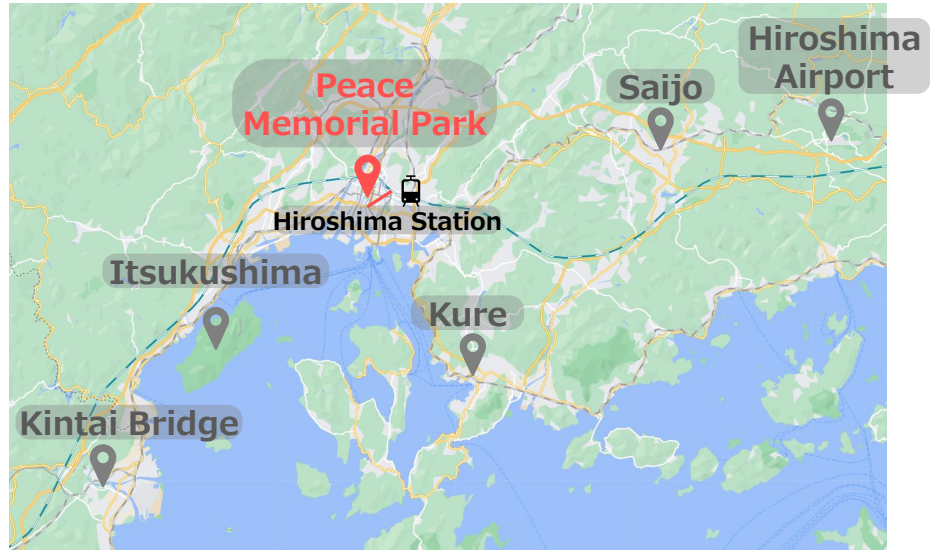 Hiroshima
Airport
Peace
Memorial Park
Saijo
Hiroshima Station
Itsukushima
Kure
Kintai Bridge